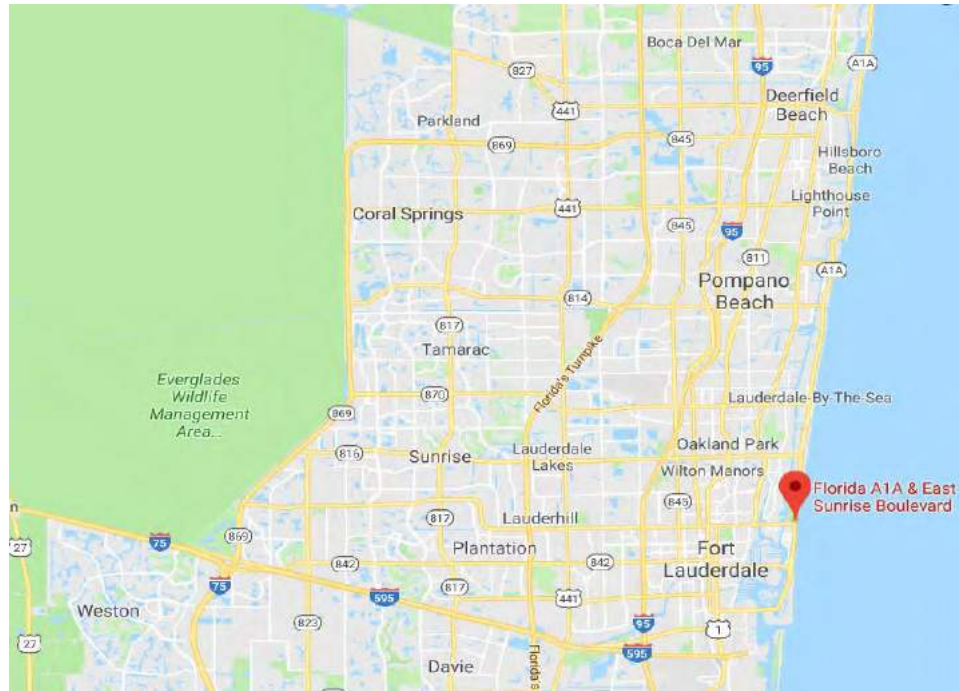 Boca Del Mar
95
A1A
827
Deerfield
Beach
441
Parkland
845
869
Hillsboro
Beach
Lighthouse
Point
Coral Springs
441
845
95
811
A1A
Pompano
Beach
814
817
Tamarac
Florida's Turnpike
Everglades
Wildlife
Management
Area...
870
Lauderdale-By-The-Sea
869
Oakland Park
816
Sunrise
Lauderdale
Lakes
Wilton Manors
Florida A1A & East
Sunrise Boulevard
n
845
817
Lauderhill
869
75
27
Plantation
Fort
Lauderdale
842
842
75
817
595
441
Weston
823
95
1
27
595
Davie
Florida's